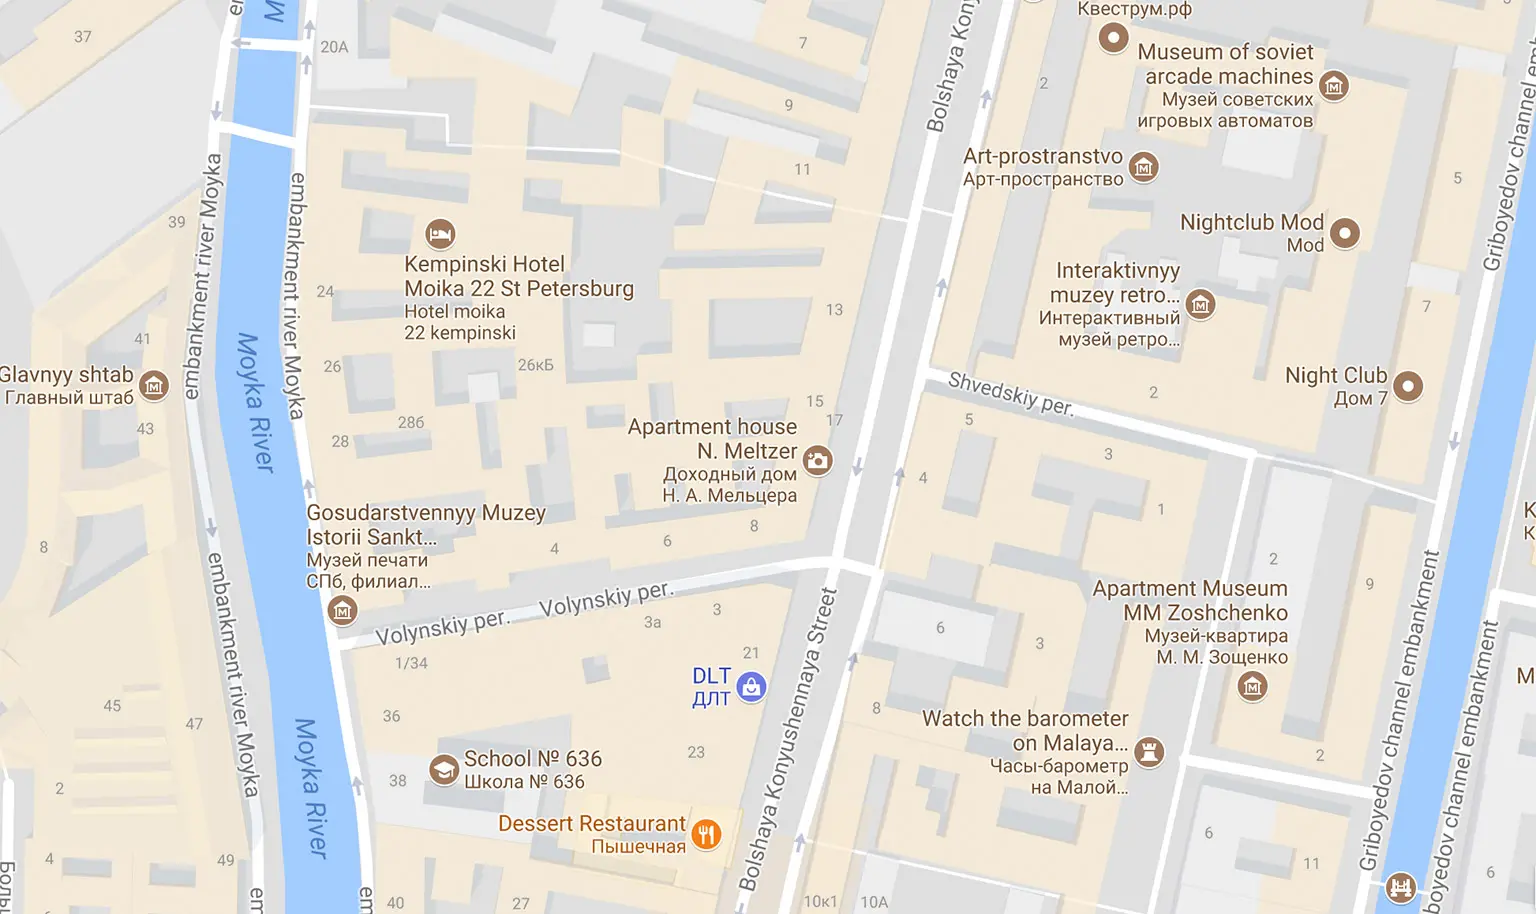 Квеструм.рф
37
20А
7
Museum of soviet
arcade machines
Музей советских
игровых автоматов
2
9
11
Art-prostranstvo
Арт-пространство
5
39
embankment river Moyka
embankment river Moyka
Bolshaya Kony
Griboyedov channel emb
Nightclub Mod
Mod
Kempinski Hotel
Moika 22 St Petersburg
Hotel moika
22 kempinski
24
Interaktivnyy
muzey retro...
Интерактивный
музей ретро...
13
7
41
26
26кБ
Glavnyy shtab
Главный штаб
Moyka River
Shvedskiy per.
2
Night Club
Дом 7
15
17
5
43
28
28б
Apartment house
N. Meltzer
Доходный дом
Н. А. Мельцера
3
4
1
Gosudarstvennyy Muzey
Istorii Sankt...
Музей печати
СПб, филиал...
8
6
4
8
2
9
K
К
embankment river Moyka
Volynskiy per.
Volynskiy per.
3
3а
Bolshaya Konyushennaya Street
6
3
Apartment Museum
MM Zoshchenko
Музей-квартира
М. М. Зощенко
Griboyedov channel embankment
boyedov channel embankment
1/34
21
DLT
ДЛТ
M
36
45
47
8
Watch the barometer
on Malaya...
Часы-барометр
на Малой...
2
Moyka River
School № 636
Школа № 636
38
23
2
Dessert Restaurant
Пышечная
6
11
6
4
49
40
27
10к1
10А
Боль
em
em